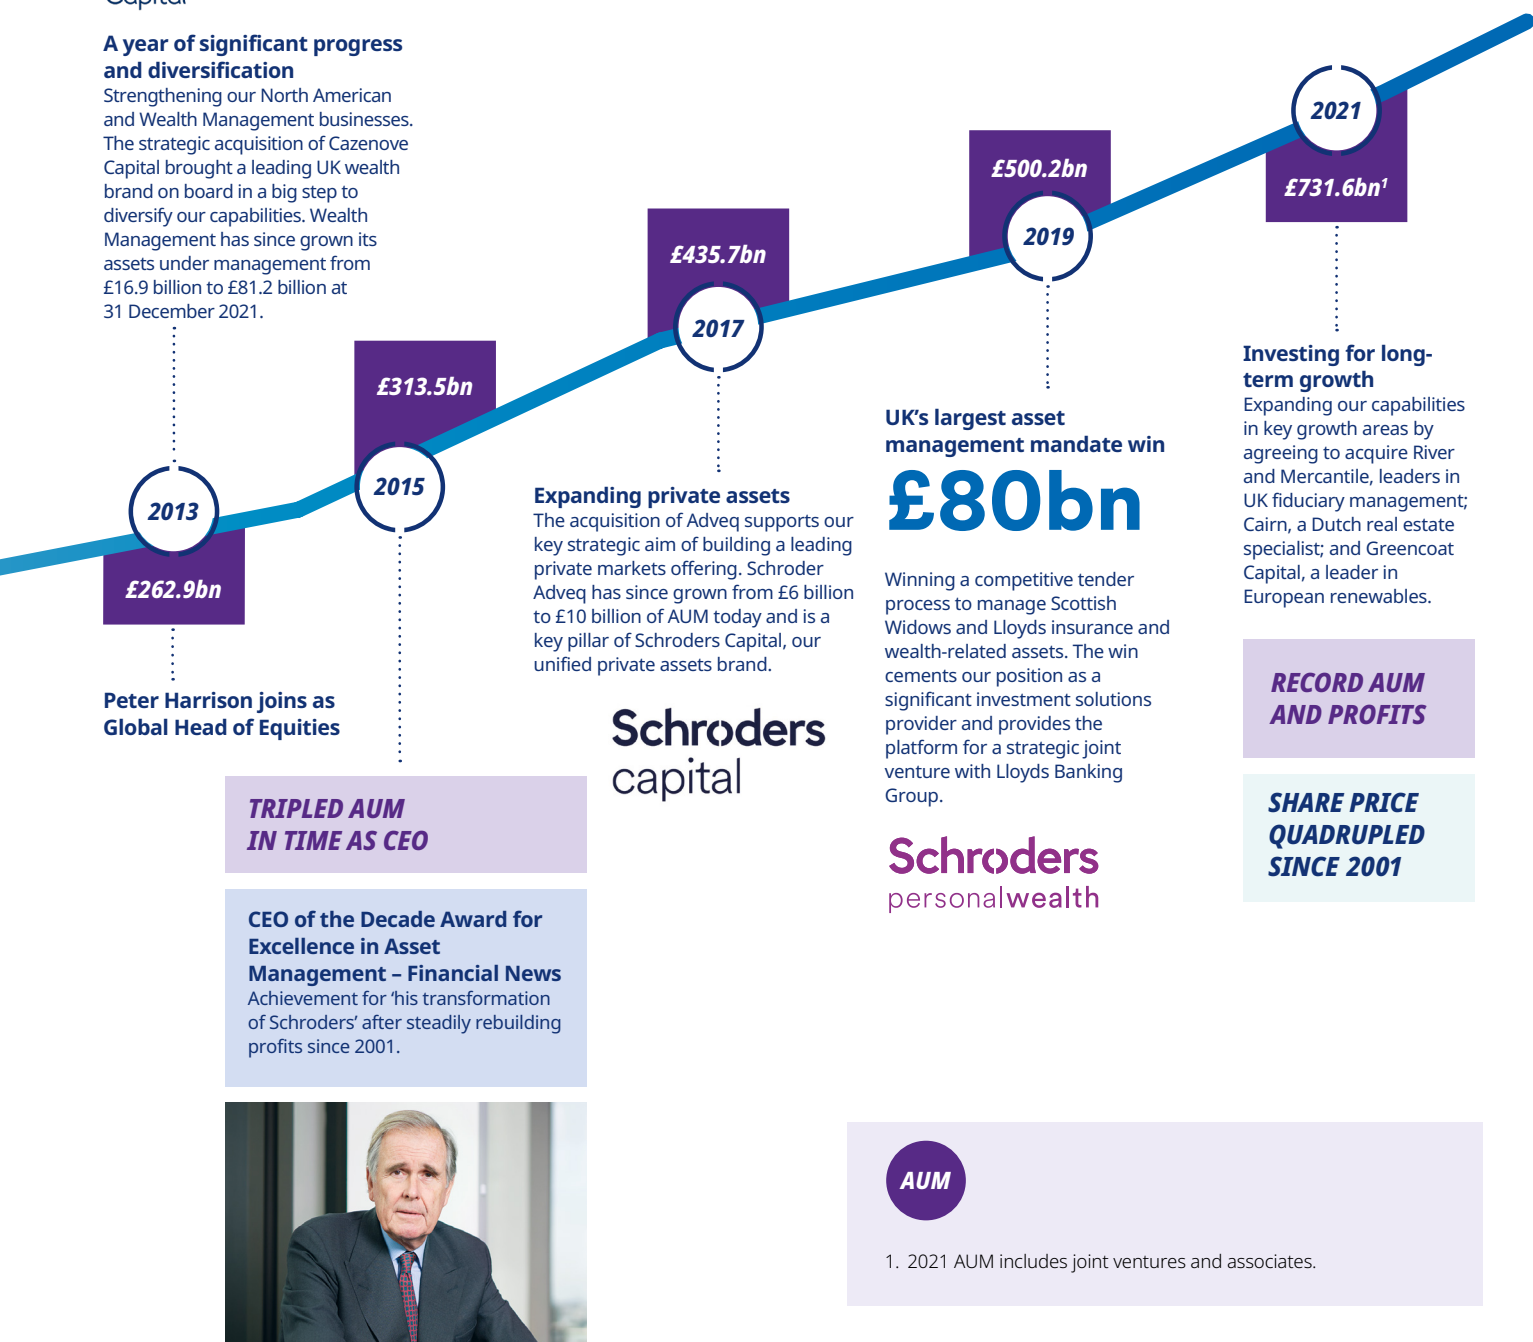 Capital
A year of significant progress
and diversification
Strengthening our North American
and Wealth Management businesses.
The strategic acquisition of Cazenove
Capital brought a leading UK wealth
brand on board in a big step to
diversify our capabilities. Wealth
Management has since grown its
assets under management from
£16.9 billion to £81.2 billion at
31 December 2021.
2013
£262.9bn
Peter Harrison joins as
Global Head of Equities
£313.5bn
2015
TRIPLED AUM
IN TIME AS CEO
CEO of the Decade Award for
Excellence in Asset
Management – Financial News
Achievement for ‘his transformation
of Schroders’ after steadily rebuilding
profits since 2001.
£435.7bn
2017
Expanding private assets
The acquisition of Adveq supports our
key strategic aim of building a leading
private markets offering. Schroder
Adveq has since grown from £6 billion
to £10 billion of AUM today and is a
key pillar of Schroders Capital, our
unified private assets brand.
Schroders
capital
£500.2bn
2019
UK’s largest asset
management mandate win
£80bn
Winning a competitive tender
process to manage Scottish
Widows and Lloyds insurance and
wealth-related assets. The win
cements our position as a
significant investment solutions
provider and provides the
platform for a strategic joint
venture with Lloyds Banking
Group.
Schroders
personalwealth
2021
£731.6bn¹
Investing for long-
term growth
Expanding our capabilities
in key growth areas by
agreeing to acquire River
and Mercantile, leaders in
UK fiduciary management;
Cairn, a Dutch real estate
specialist; and Greencoat
Capital, a leader in
European renewables.
RECORD AUM
AND PROFITS
SHARE PRICE
QUADRUPLED
SINCE 2001
AUM
1. 2021 AUM includes joint ventures and associates.